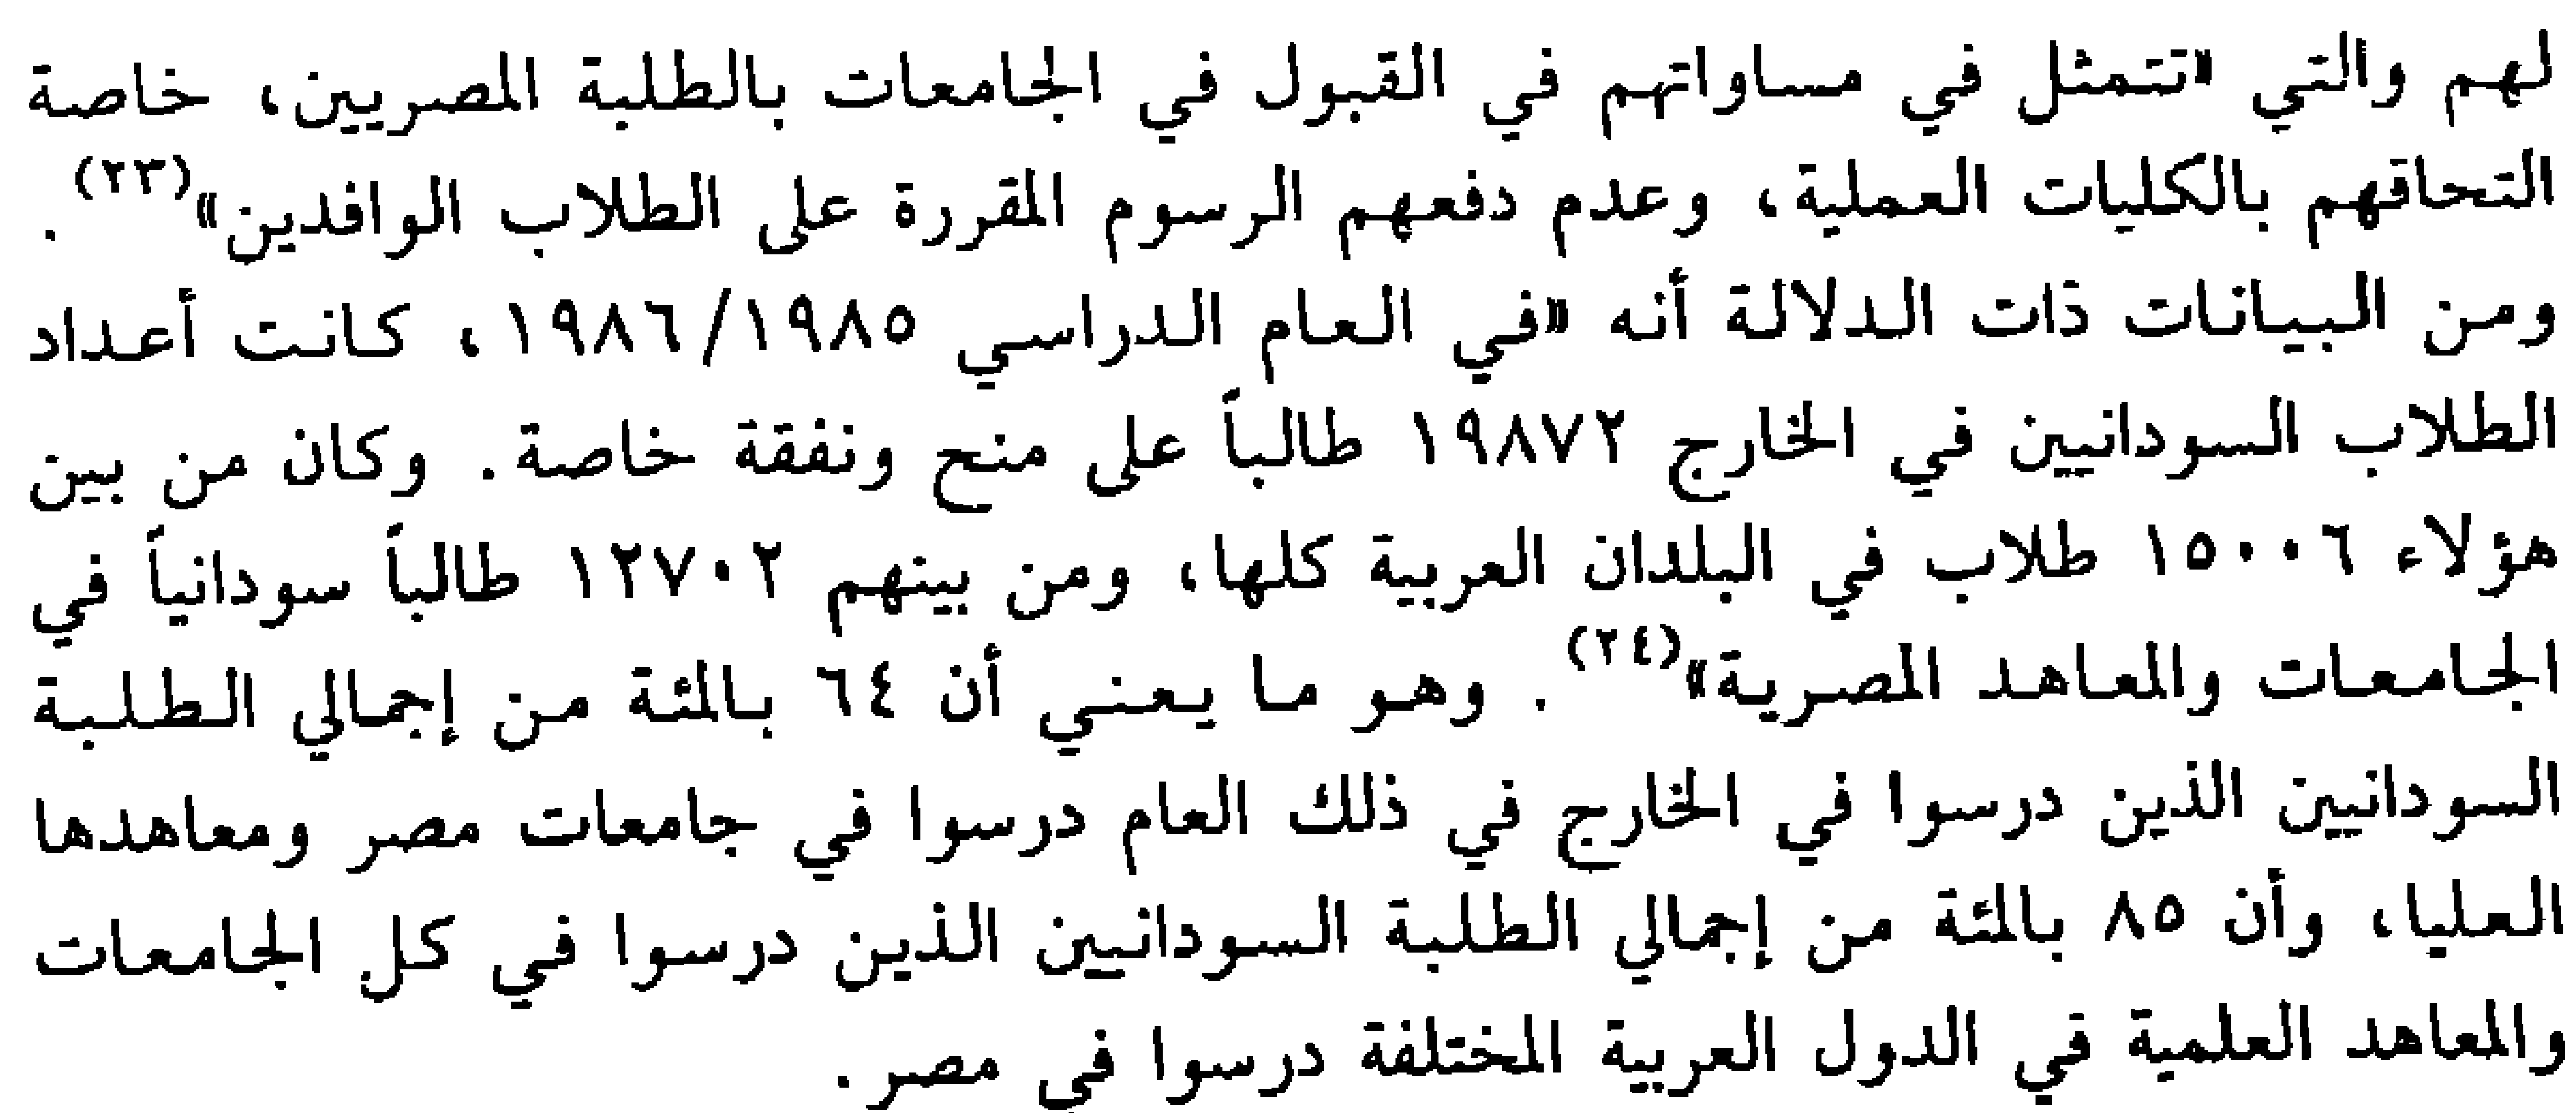 لهم والتي «تتمثل في مساواتهم في القبول في الجامعات بالطلبة المصريين، خاصة
التحاقهم بالكليات العملية، وعدم دفعهم الرسوم المقررة على الطلاب الوافدين»(٢٣).
ومن البيانات ذات الدلالة أنه «في العام الدراسي ١٩٨٥/١٩٨٦، كانت أعداد
الطلاب السودانيين في الخارج ١٩٨٧٢ طالباً على منح ونفقة خاصة. وكان من بين
هؤلاء ١٥٠٠٦ طلاب في البلدان العربية كلها، ومن بينهم ١٢٧٠٢ طالباً سودانياً في
الجامعات والمعاهد المصرية»(٢٤). وهو ما يعني أن ٦٤ بالمئة من إجمالي الطلبة
السودانيين الذين درسوا في الخارج في ذلك العام درسوا في جامعات مصر ومعاهدها
العليا، وأن ٨٥ بالمئة من إجمالي الطلبة السودانيين الذين درسوا في كل الجامعات
والمعاهد العلمية في الدول العربية المختلفة درسوا في مصر.